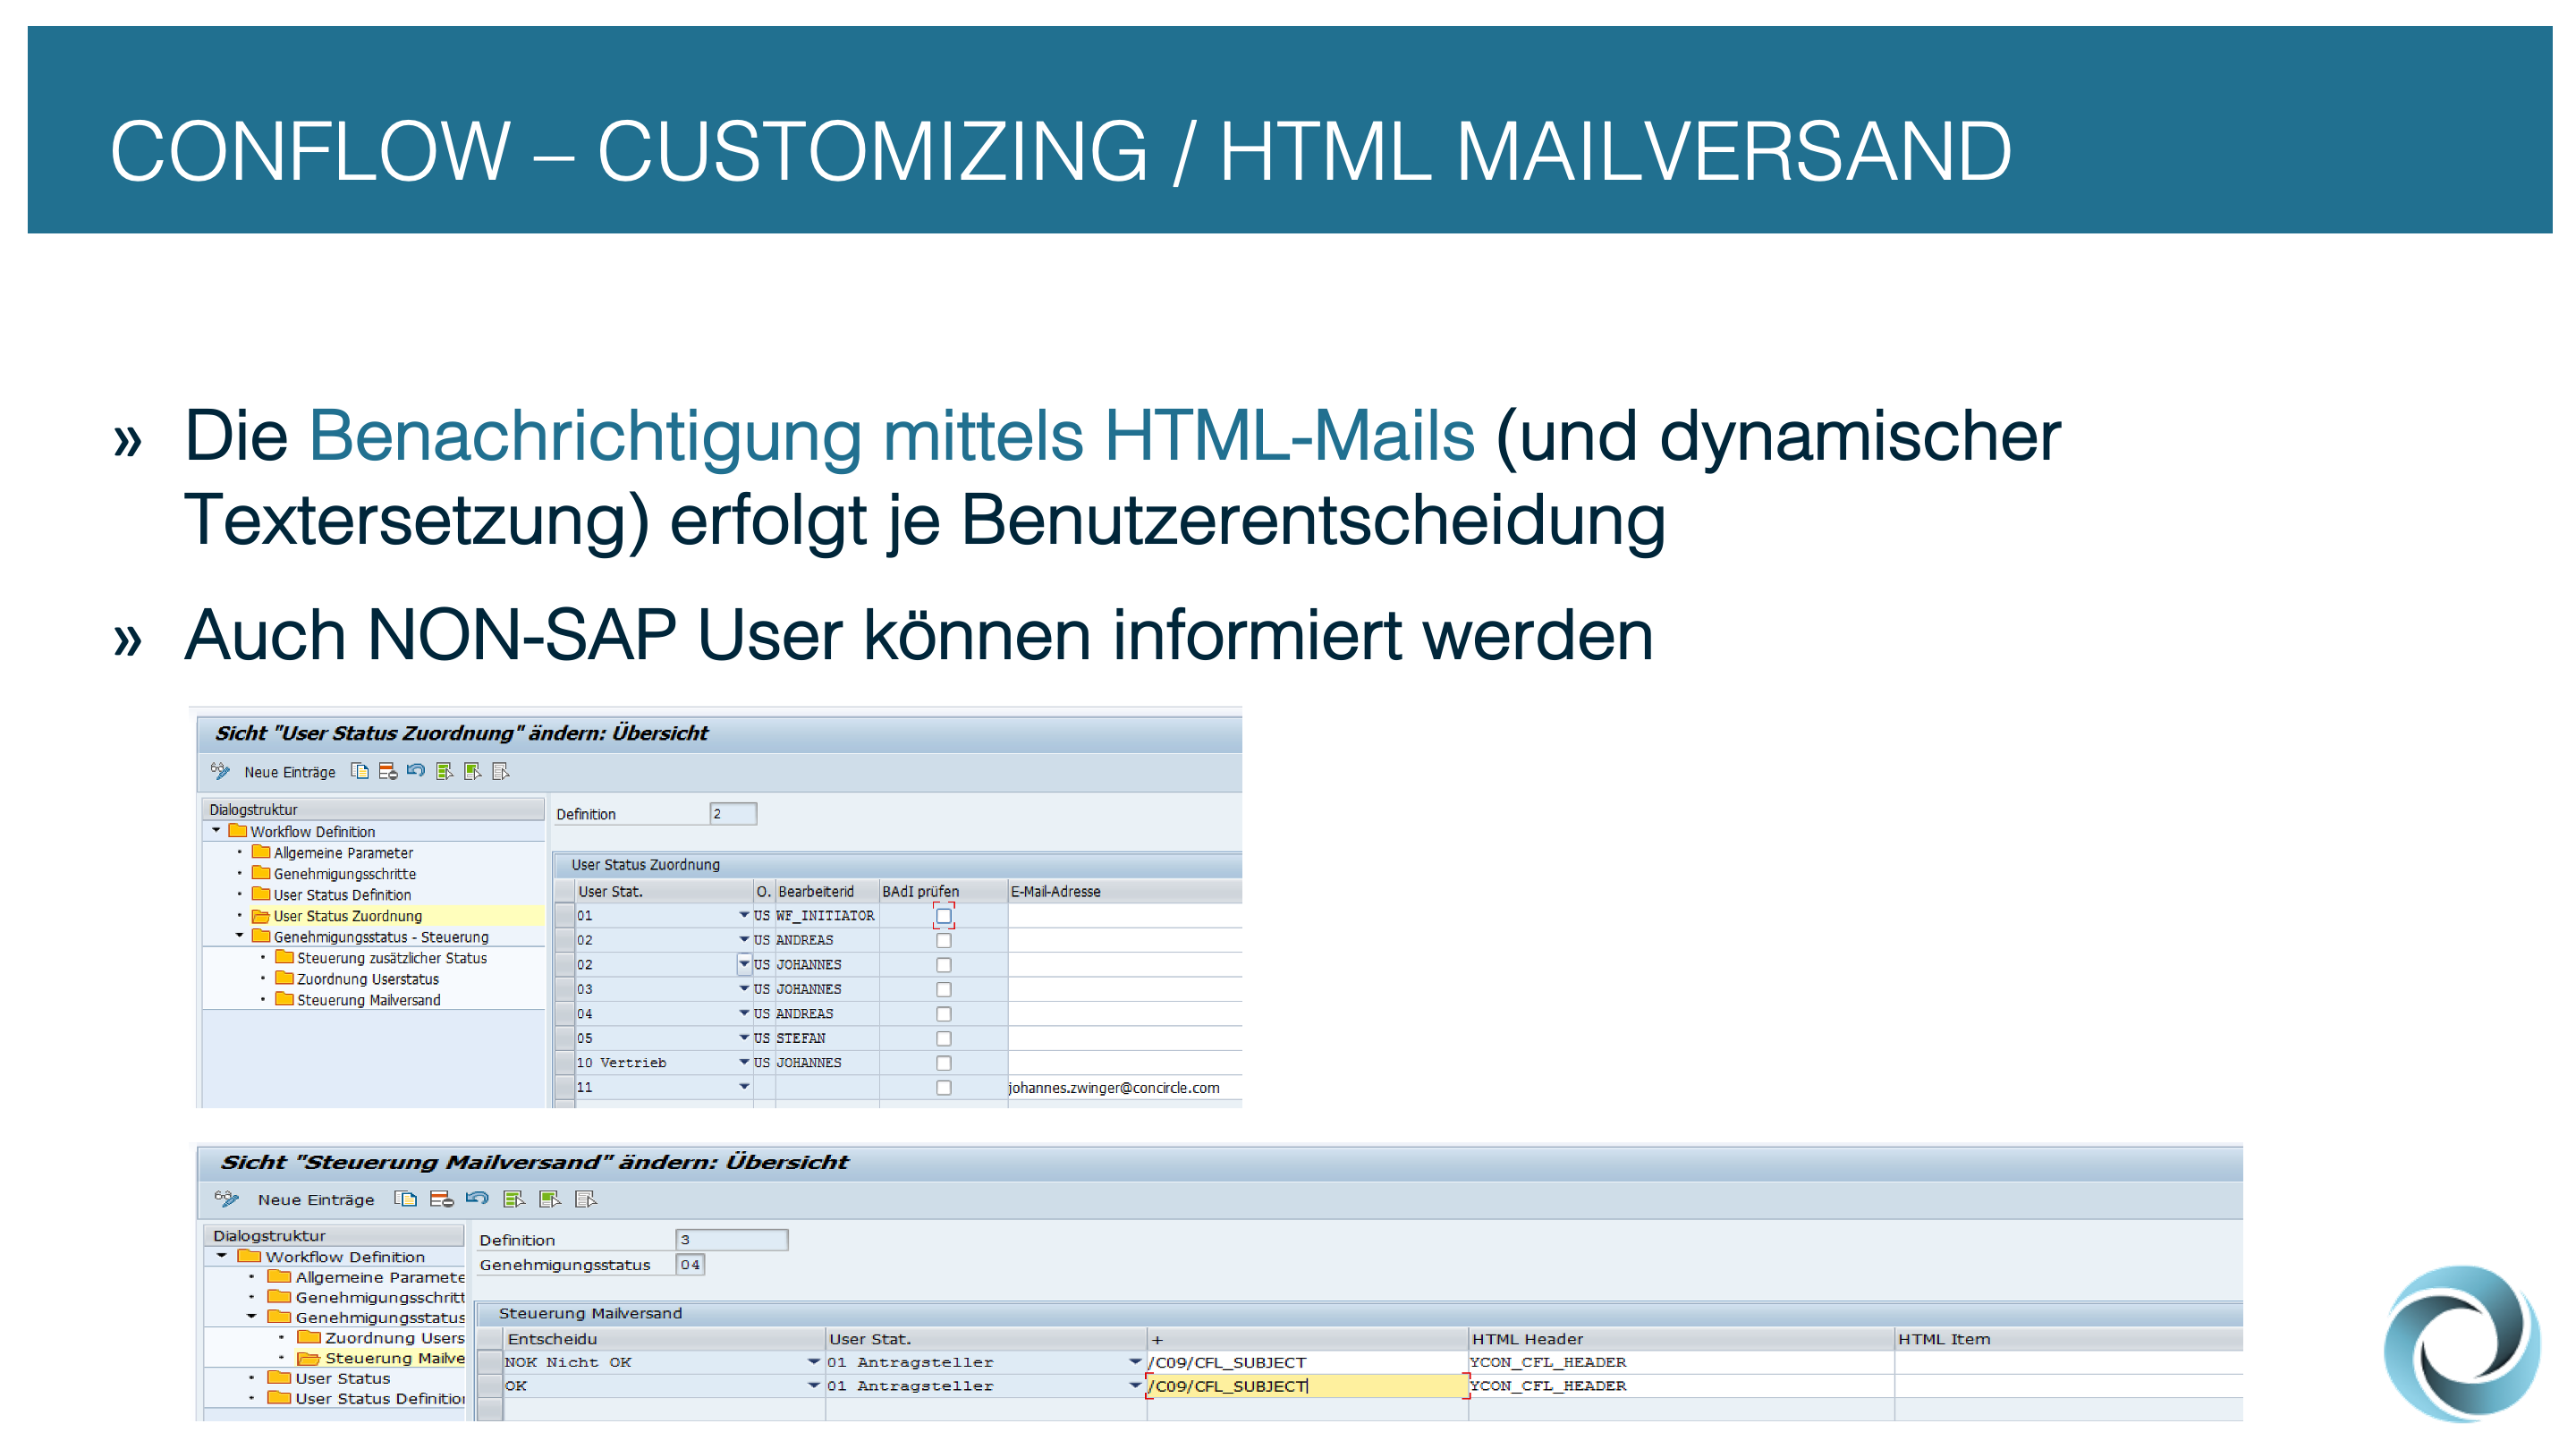 CONFLOW – CUSTOMIZING / HTML MAILVERSAND
» Die Benachrichtigung mittels HTML-Mails (und dynamischer
Textersetzung) erfolgt je Benutzerentscheidung
» Auch NON-SAP User können informiert werden
Sicht "User Status Zuordnung" ändern: Übersicht
Neue Einträge
Dialogstruktur
Workflow Definition
Allgemeine Parameter
Genehmigungsschritte
User Status Definition
User Status Zuordnung
Genehmigungsstatus - Steuerung
Steuerung zusätzlicher Status
Zuordnung Userstatus
Steuerung Mailversand
Definition 2
User Status Zuordnung
User Stat. O. Bearbeiterid BAdI prüfen E-Mail-Adresse
01 US WF_INITIATOR
02 US ANDREAS
02 US JOHANNES
03 US JOHANNES
04 US ANDREAS
05 US STEFAN
10 Vertrieb US JOHANNES
11 johannes.zwinger@concircle.com
Sicht "Steuerung Mailversand" ändern: Übersicht
Neue Einträge
Dialogstruktur
Workflow Definition
Allgemeine Paramete
Genehmigungsschritt
Genehmigungsstatus
Zuordnung Users
Steuerung Mailve
User Status
User Status Definitio
Definition 3
Genehmigungsstatus 04
Steuerung Mailversand
Entscheidu User Stat. + HTML Header HTML Item
NOK Nicht OK 01 Antragsteller /C09/CFL_SUBJECT YCON_CFL_HEADER
OK 01 Antragsteller /C09/CFL_SUBJECT YCON_CFL_HEADER